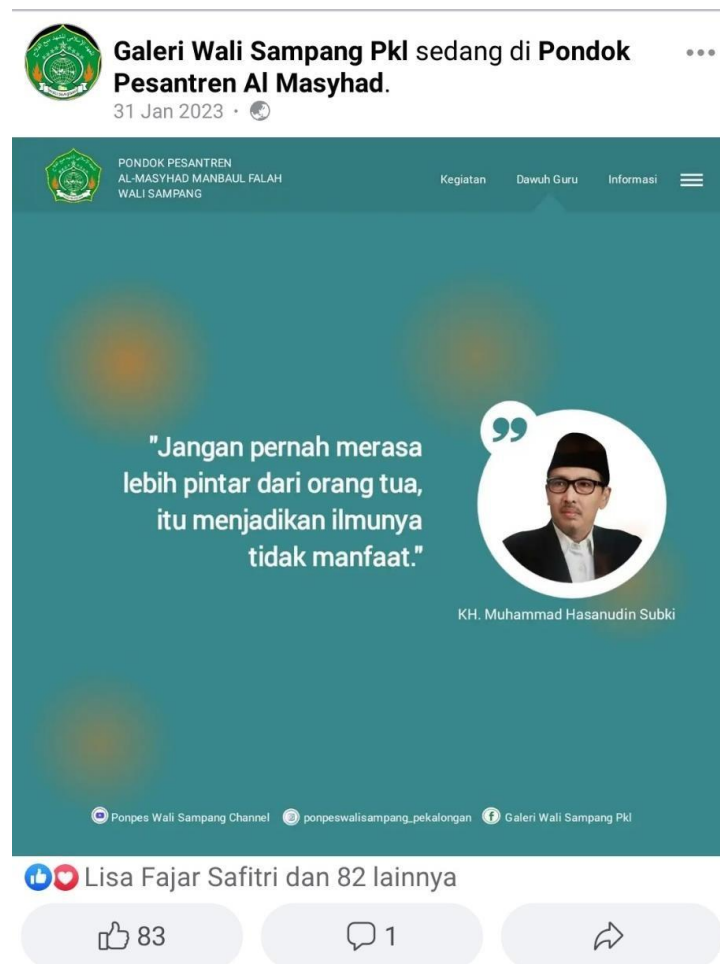 Galeri Wali Sampang Pkl sedang di Pondok
Pesantren Al Masyhad.
31 Jan 2023 ·
PONDOK PESANTREN
AL-MASYHAD MANBAUL FALAH
WALI SAMPANG
Kegiatan Dawuh Guru Informasi
"Jangan pernah merasa
lebih pintar dari orang tua,
itu menjadikan ilmunya
tidak manfaat."
KH. Muhammad Hasanudin Subki
Ponpes Wali Sampang Channel ponpeswalisampang_pekalongan Galeri Wali Sampang Pkl
Lisa Fajar Safitri dan 82 lainnya
83 1